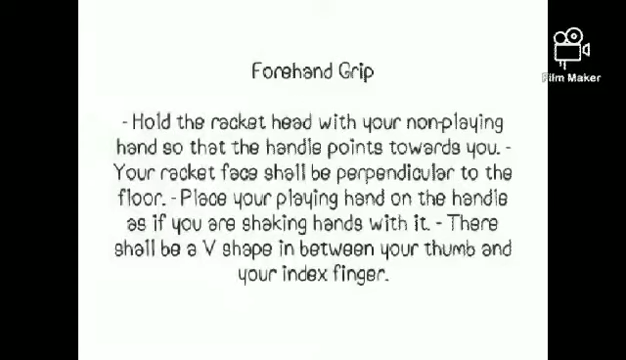 Forehand Grip
- Hold the racket head with your non-playing
hand so that the handle points towards you. -
Your racket face shall be perpendicular to the
floor. - Place your playing hand on the handle
as if you are shaking hands with it. - There
shall be a V shape in between your thumb and
your index finger.
Film Maker